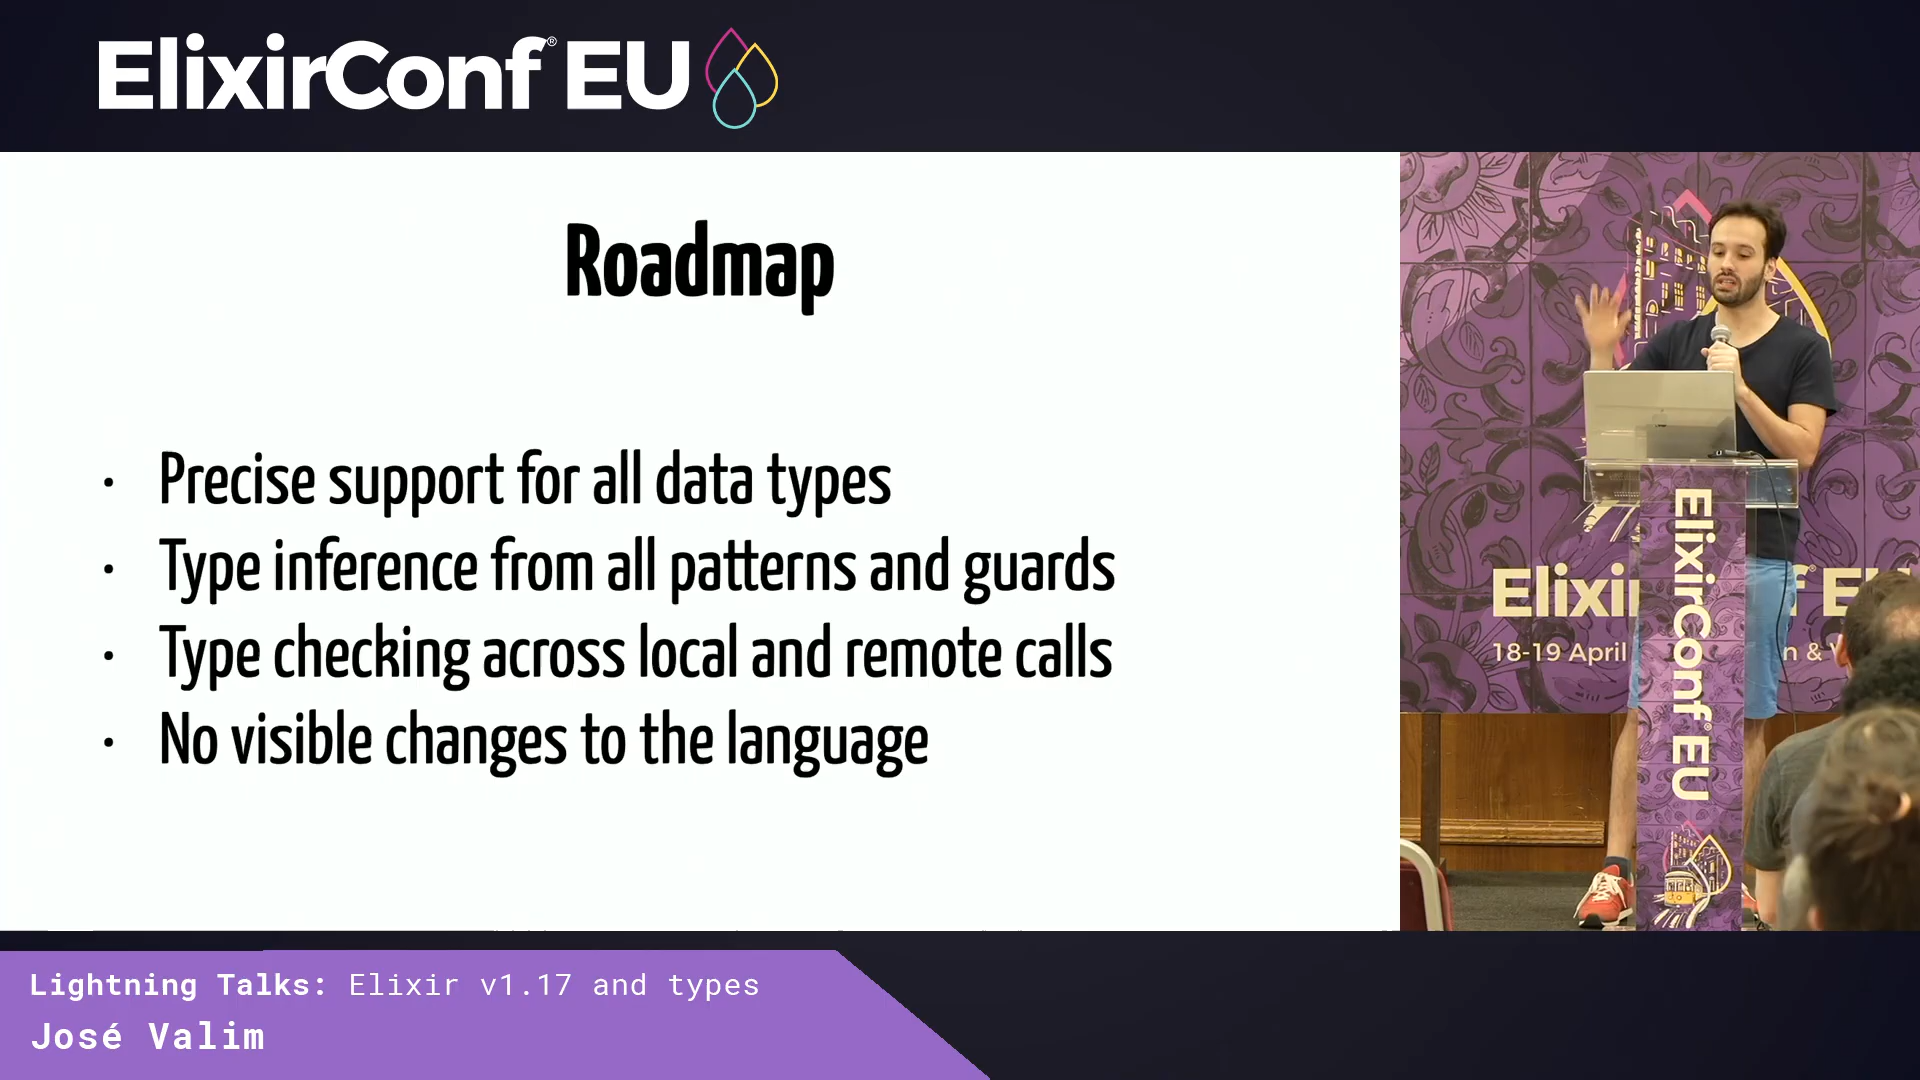 ElixirConf® EU
Roadmap
· Precise support for all data types
· Type inference from all patterns and guards
· Type checking across local and remote calls
· No visible changes to the language
ElixirConf EU
18-19 April
n &
ElixirConf EU
Lightning Talks: Elixir v1.17 and types
José Valim